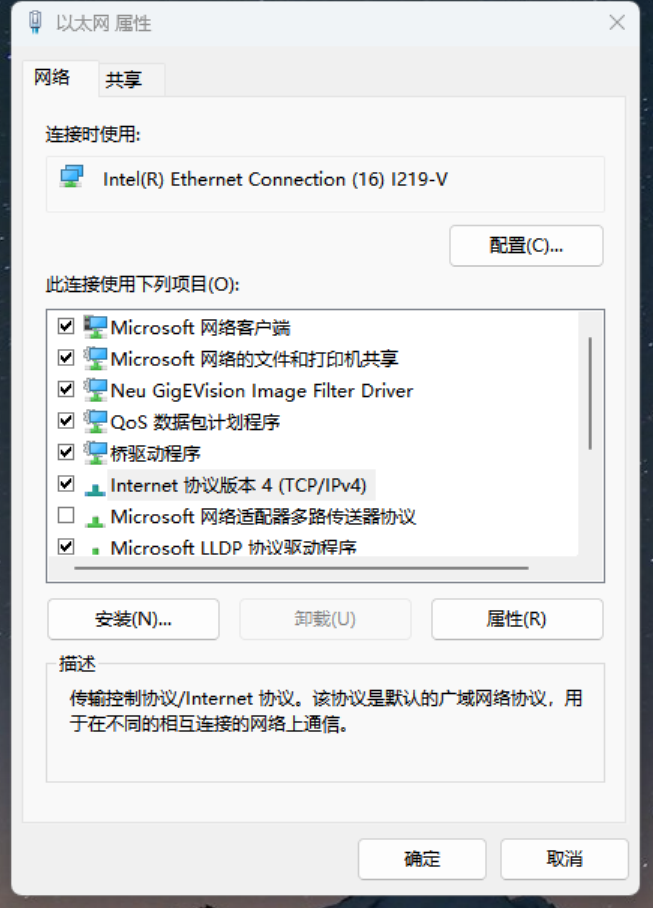 以太网 属性
网络
共享
连接时使用:
Intel(R) Ethernet Connection (16) I219-V
配置(C)...
此连接使用下列项目(O):
Microsoft 网络客户端
Microsoft 网络的文件和打印机共享
Neu GigEVision Image Filter Driver
QoS 数据包计划程序
桥驱动程序
Internet 协议版本 4 (TCP/IPv4)
Microsoft 网络适配器多路传送器协议
Microsoft LLDP 协议驱动程序
安装(N)...
卸载(U)
属性(R)
描述
传输控制协议/Internet 协议。该协议是默认的广域网络协议，用
于在不同的相互连接的网络上通信。
确定
取消